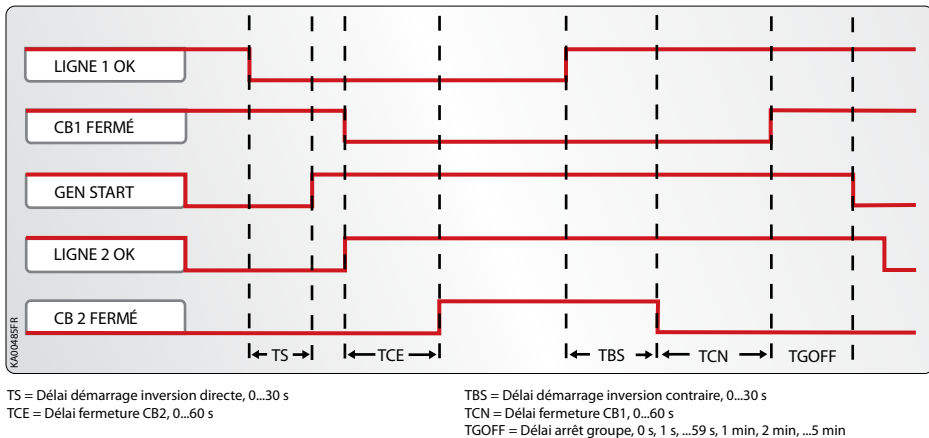 LIGNE 1 OK
CB1 FERMÉ
GEN START
LIGNE 2 OK
CB 2 FERMÉ
KA00485FR
TS
TCE
TBS
TCN
TGOFF
TS = Délai démarrage inversion directe, 0...30 s
TCE = Délai fermeture CB2, 0...60 s
TBS = Délai démarrage inversion contraire, 0...30 s
TCN = Délai fermeture CB1, 0...60 s
TGOFF = Délai arrêt groupe, 0 s, 1 s, ...59 s, 1 min, 2 min, ...5 min